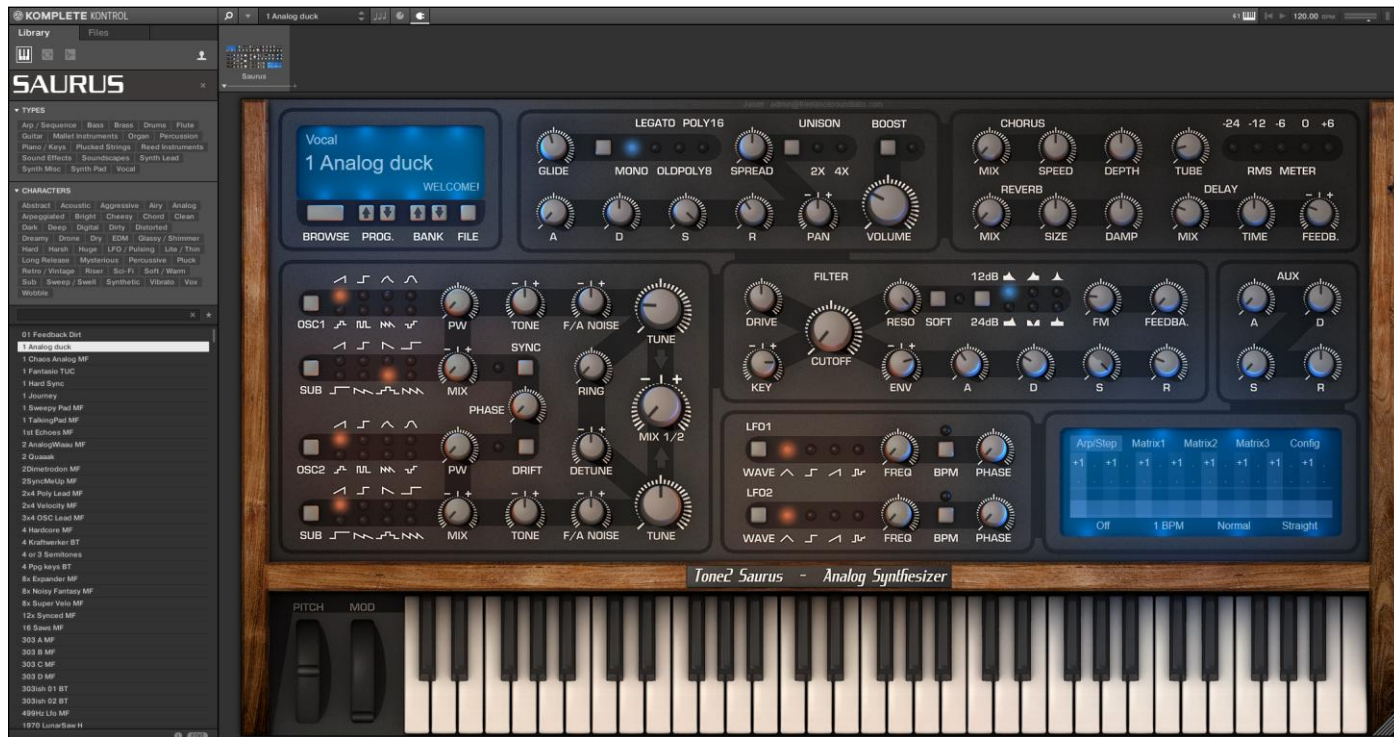 KOMPLETE KONTROL
1 Analog duck
120.00 BPM
Library Files
SAURUS
Saurus
TYPES
Arp / Sequence Bass Brass Drums Flute
Guitar Mallet Instruments Organ Percussion
Piano / Keys Plucked Strings Reed Instruments
Sound Effects Soundscapes Synth Lead
Synth Misc Synth Pad Vocal
CHARACTERS
Abstract Acoustic Aggressive Airy Analog
Arpeggiated Bright Cheesy Chord Clean
Dark Deep Digital Dirty Distorted
Dreamy Drone Dry EDM Glassy / Shimmer
Hard Harsh Huge LFO / Pulsing Lite / Thin
Long Release Mysterious Percussive Pluck
Retro / Vintage Riser Sci-Fi Soft / Warm
Sub Sweep / Swell Synthetic Vibrato Vox
Wobble
01 Feedback Dirt
1 Analog duck
1 Chaos Analog MF
1 Fantasio TUC
1 Hard Sync
1 Journey
1 Sweepy Pad MF
1 TalkingPad MF
1st Echoes MF
2 AnalogWaau MF
2 Quaaak
2Dimetrodon MF
2SyncMeUp MF
2x4 Poly Lead MF
2x4 Velocity MF
3x4 OSC Lead MF
4 Hardcore MF
4 Kraftwerker BT
4 or 3 Semitones
4 Ppg keys BT
8x Expander MF
8x Noisy Fantasy MF
8x Super Velo MF
12x Synced MF
16 Saws MF
303 A MF
303 B MF
303 C MF
303 D MF
303ish 01 BT
303ish 02 BT
499Hz Lfo MF
1970 LunarSaw H
Vocal
1 Analog duck
WELCOME!
BROWSE PROG. BANK FILE
LEGATO POLY16 UNISON BOOST
GLIDE MONO OLDPOLY8 SPREAD 2X 4X
A D S R PAN VOLUME
CHORUS -24 -12 -6 0 +6
MIX SPEED DEPTH TUBE RMS METER
REVERB DELAY
MIX SIZE DAMP MIX TIME FEEDB.
OSC1 PW TONE F/A NOISE TUNE
SYNC
SUB MIX RING
PHASE MIX 1/2
OSC2 PW DRIFT DETUNE
SUB MIX TONE F/A NOISE TUNE
FILTER 12dB
DRIVE CUTOFF RESO SOFT 24dB FM FEEDBA.
KEY ENV A D S R
AUX
A D
S R
LFO1
WAVE FREQ BPM PHASE
LFO2
WAVE FREQ BPM PHASE
Arp/Step Matrix1 Matrix2 Matrix3 Config
+1 +1 +1 +1 +1 +1 +1 +1
Off 1 BPM Normal Straight
Tone2 Saurus - Analog Synthesizer
PITCH MOD